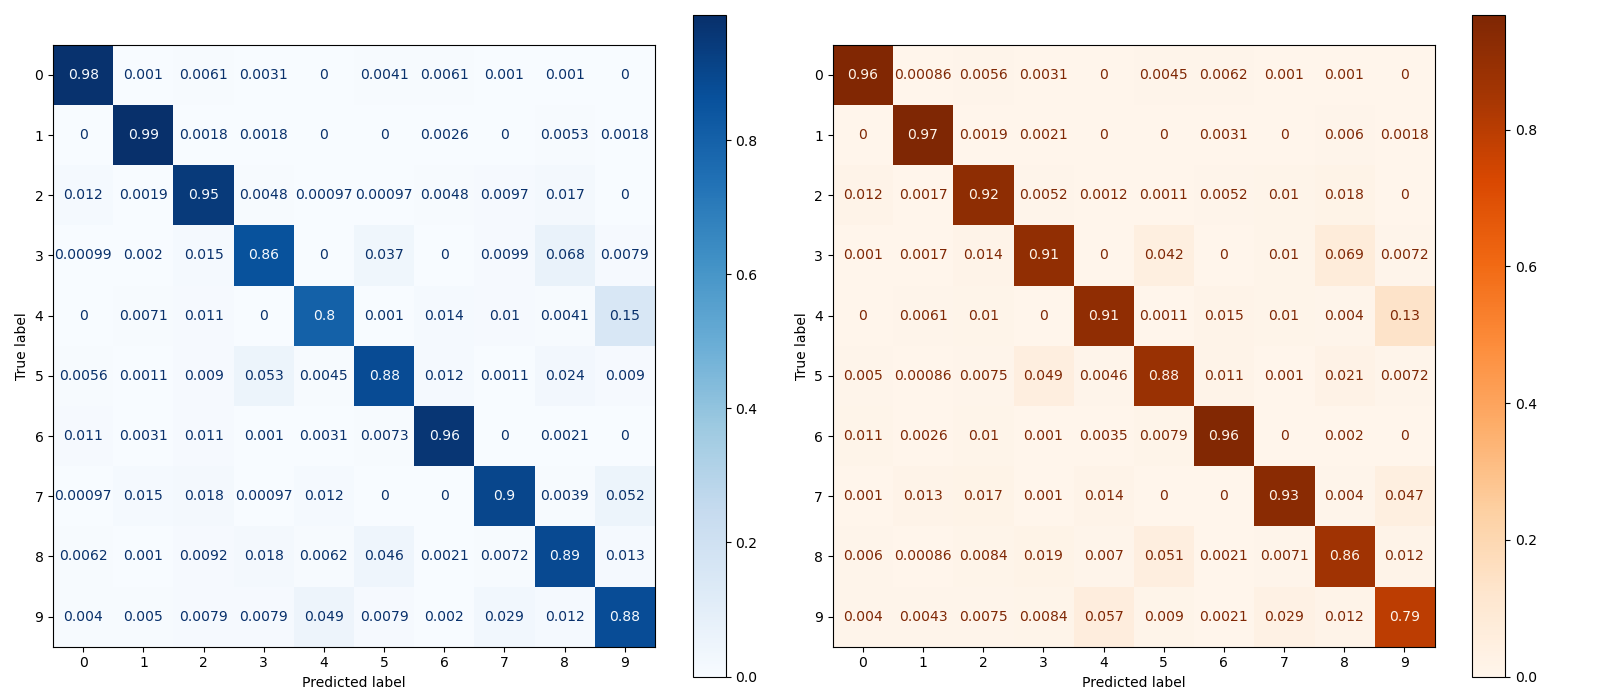 0 0.98 0.001 0.0061 0.0031 0 0.0041 0.0061 0.001 0.001 0
1 0 0.99 0.0018 0.0018 0 0 0.0026 0 0.0053 0.0018
2 0.012 0.0019 0.95 0.0048 0.00097 0.00097 0.0048 0.0097 0.017 0
3 0.00099 0.002 0.015 0.86 0 0.037 0 0.0099 0.068 0.0079
4 0 0.0071 0.011 0 0.8 0.001 0.014 0.01 0.0041 0.15
5 0.0056 0.0011 0.009 0.053 0.0045 0.88 0.012 0.0011 0.024 0.009
6 0.011 0.0031 0.011 0.001 0.0031 0.0073 0.96 0 0.0021 0
7 0.00097 0.015 0.018 0.00097 0.012 0 0 0.9 0.0039 0.052
8 0.0062 0.001 0.0092 0.018 0.0062 0.046 0.0021 0.0072 0.89 0.013
9 0.004 0.005 0.0079 0.0079 0.049 0.0079 0.002 0.029 0.012 0.88
0 1 2 3 4 5 6 7 8 9
Predicted label
True label
0.8
0.6
0.4
0.2
0.0
0 0.96 0.00086 0.0056 0.0031 0 0.0045 0.0062 0.001 0.001 0
1 0 0.97 0.0019 0.0021 0 0 0.0031 0 0.006 0.0018
2 0.012 0.0017 0.92 0.0052 0.0012 0.0011 0.0052 0.01 0.018 0
3 0.001 0.0017 0.014 0.91 0 0.042 0 0.01 0.069 0.0072
4 0 0.0061 0.01 0 0.91 0.0011 0.015 0.01 0.004 0.13
5 0.005 0.00086 0.0075 0.049 0.0046 0.88 0.011 0.001 0.021 0.0072
6 0.011 0.0026 0.01 0.001 0.0035 0.0079 0.96 0 0.002 0
7 0.001 0.013 0.017 0.001 0.014 0 0 0.93 0.004 0.047
8 0.006 0.00086 0.0084 0.019 0.007 0.051 0.0021 0.0071 0.86 0.012
9 0.004 0.0043 0.0075 0.0084 0.057 0.009 0.0021 0.029 0.012 0.79
0 1 2 3 4 5 6 7 8 9
Predicted label
True label
0.8
0.6
0.4
0.2
0.0